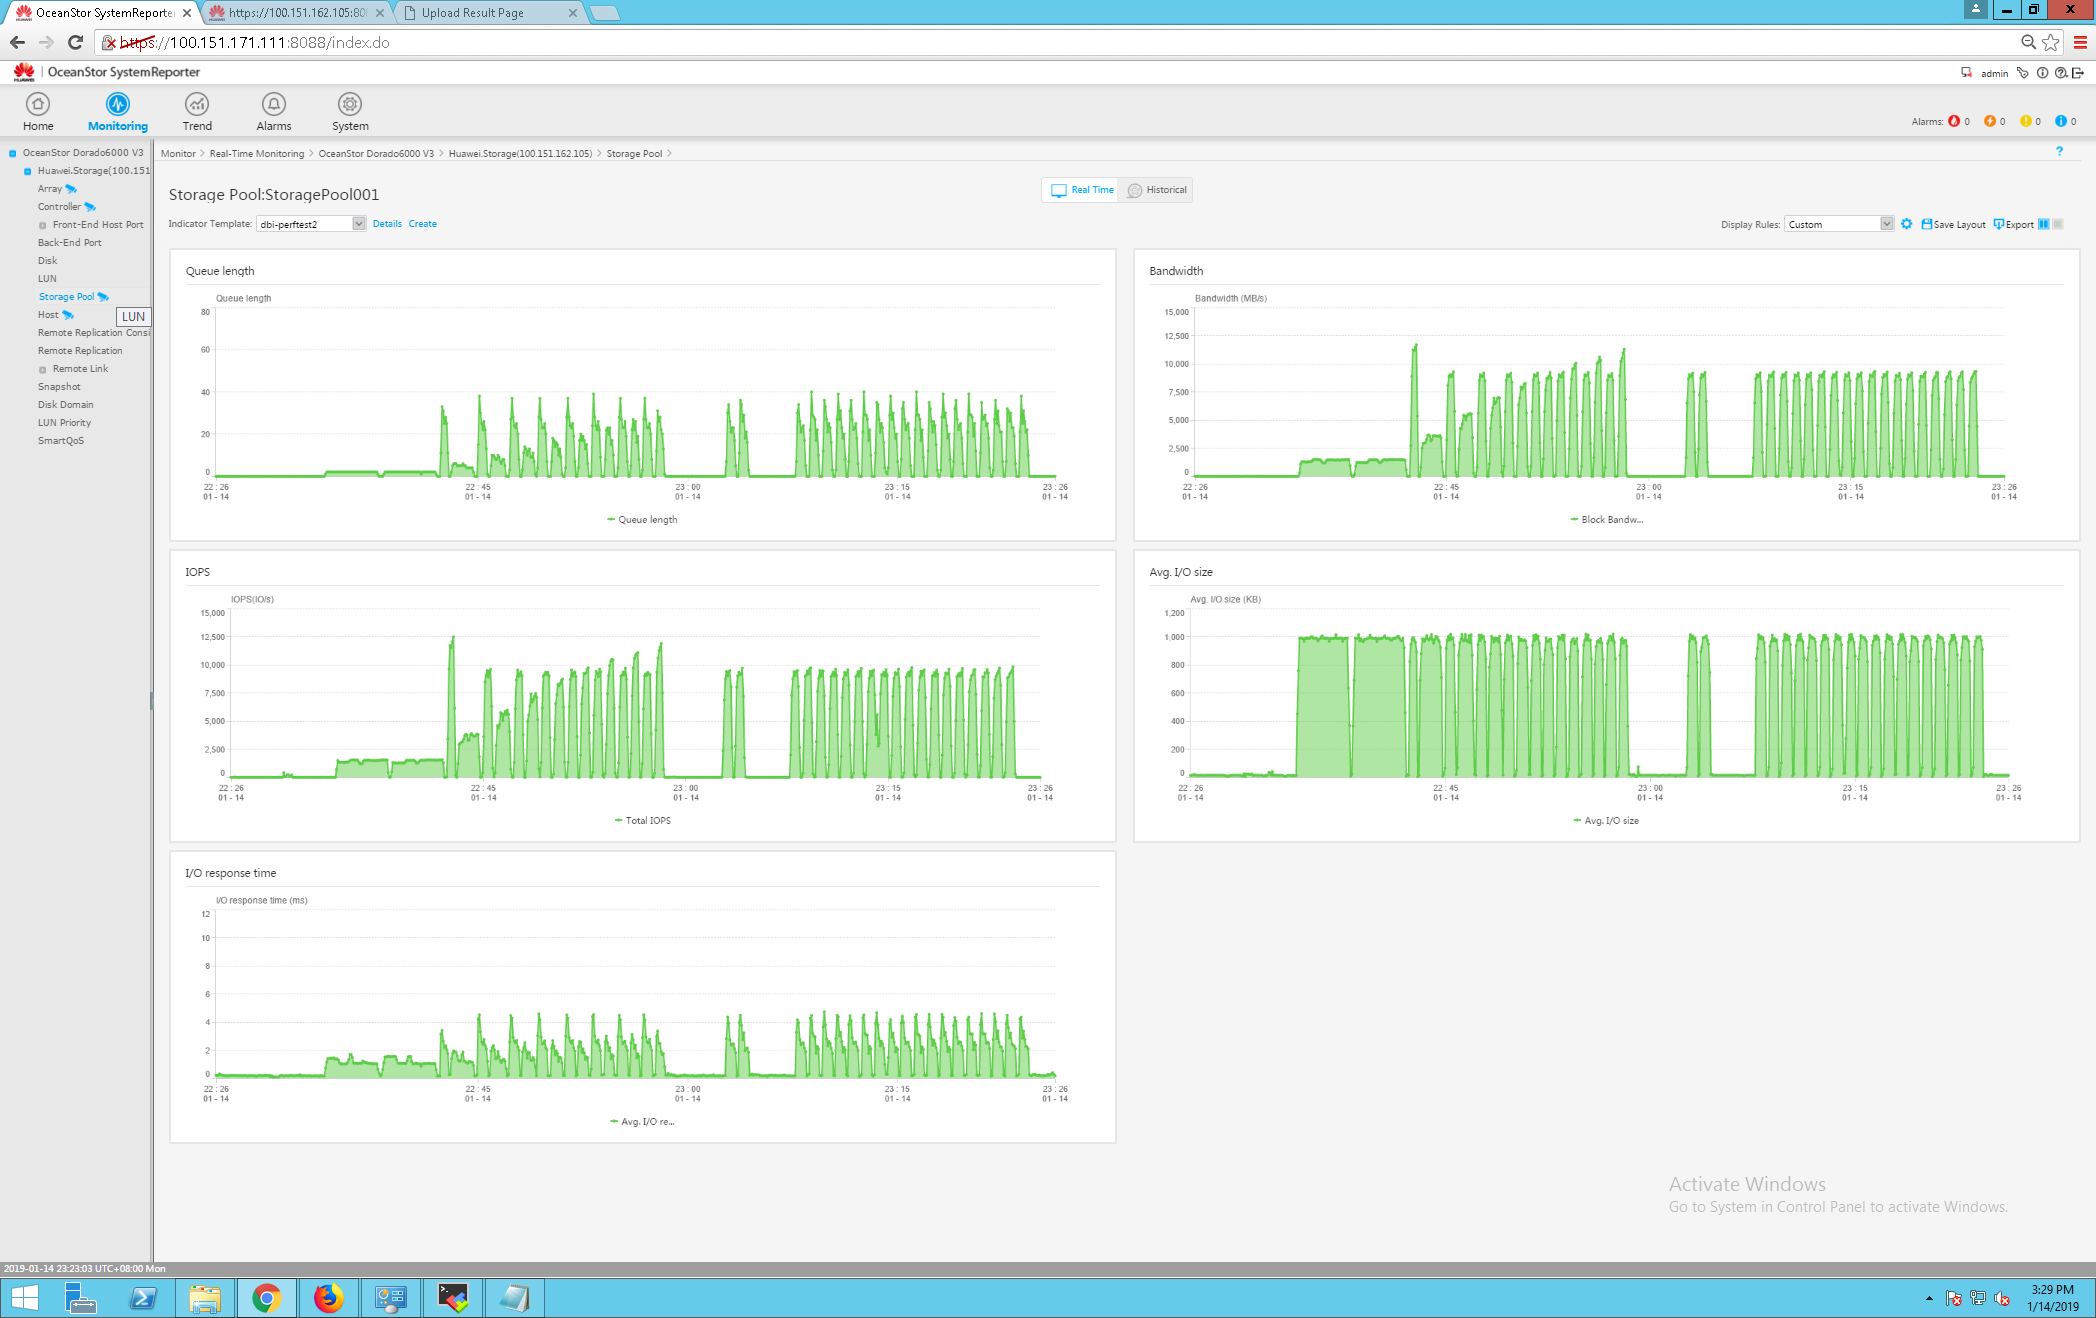 OceanStor SystemReporte
https://100.151.162.105:808
Upload Result Page
https://100.151.171.111:8088/index.do
HUAWEI
OceanStor SystemReporter
admin
Home
Monitoring
Trend
Alarms
System
Alarms: 0 0 0 0
OceanStor Dorado6000 V3
Huawei.Storage(100.151
Array
Controller
Front-End Host Port
Back-End Port
Disk
LUN
Storage Pool
Host
LUN
Remote Replication Consi
Remote Replication
Remote Link
Snapshot
Disk Domain
LUN Priority
SmartQoS
Monitor > Real-Time Monitoring > OceanStor Dorado6000 V3 > Huawei.Storage(100.151.162.105) > Storage Pool >
?
Storage Pool:StoragePool001
Real Time
Historical
Indicator Template: dbi-perftest2 Details Create
Display Rules: Custom Save Layout Export
Queue length
Queue length
80
60
40
20
0
22 : 26 22 : 45 23 : 00 23 : 15 23 : 26
01 - 14 01 - 14 01 - 14 01 - 14 01 - 14
Queue length
Bandwidth
Bandwidth (MB/s)
15,000
12,500
10,000
7,500
5,000
2,500
0
22 : 26 22 : 45 23 : 00 23 : 15 23 : 26
01 - 14 01 - 14 01 - 14 01 - 14 01 - 14
Block Bandw...
IOPS
IOPS(IO/s)
15,000
12,500
10,000
7,500
5,000
2,500
0
22 : 26 22 : 45 23 : 00 23 : 15 23 : 26
01 - 14 01 - 14 01 - 14 01 - 14 01 - 14
Total IOPS
Avg. I/O size
Avg. I/O size (KB)
1,200
1,000
800
600
400
200
0
22 : 26 22 : 45 23 : 00 23 : 15 23 : 26
01 - 14 01 - 14 01 - 14 01 - 14 01 - 14
Avg. I/O size
I/O response time
I/O response time (ms)
12
10
8
6
4
2
0
22 : 26 22 : 45 23 : 00 23 : 15 23 : 26
01 - 14 01 - 14 01 - 14 01 - 14 01 - 14
Avg. I/O re...
Activate Windows
Go to System in Control Panel to activate Windows.
2019-01-14 23:23:03 UTC+08:00 Mon
3:29 PM
1/14/2019